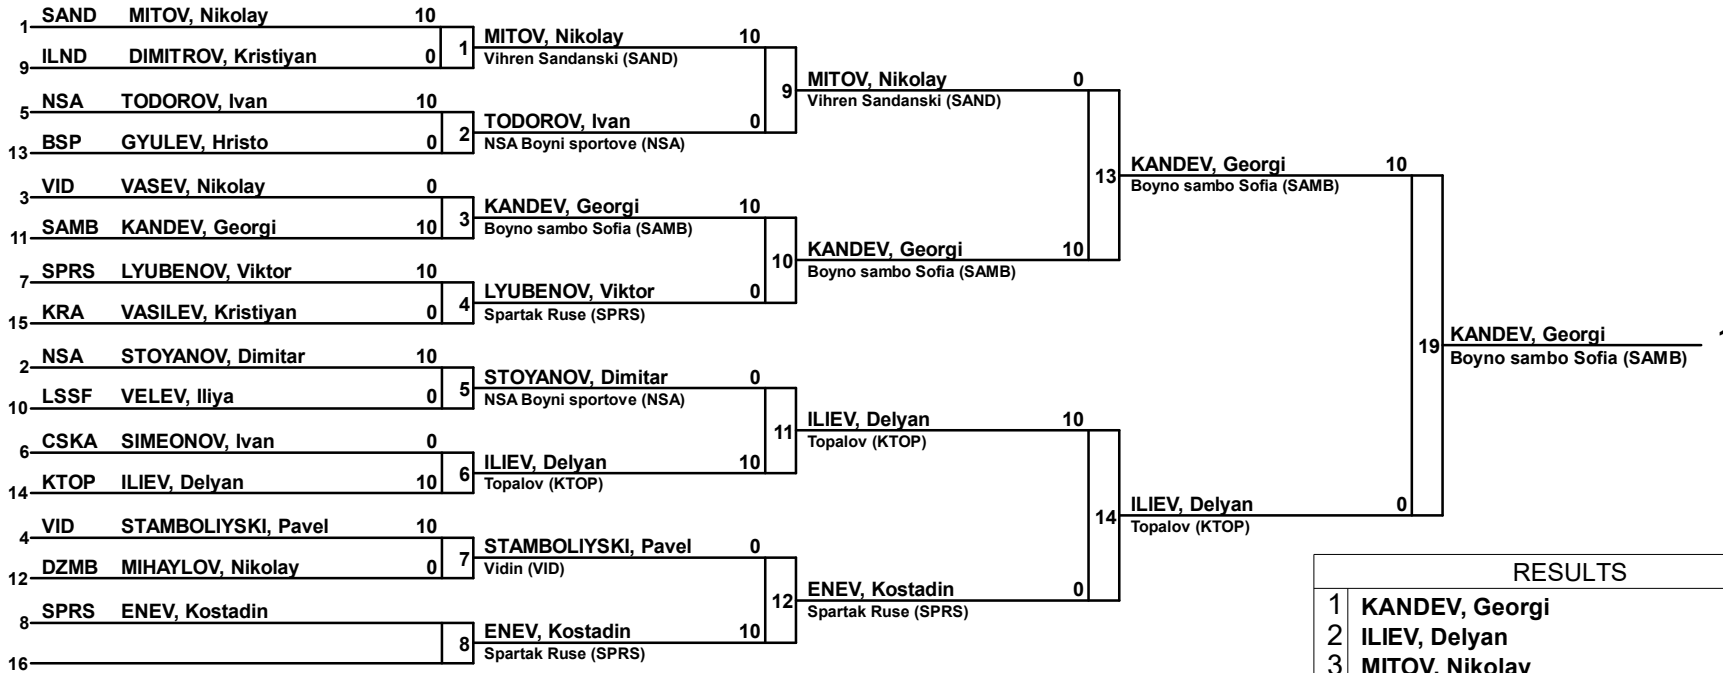 1 SAND MITOV, Nikolay 10
9 ILND DIMITROV, Kristiyan 0
5 NSA TODOROV, Ivan 10
13 BSP GYULEV, Hristo 0
3 VID VASEV, Nikolay 0
11 SAMB KANDEV, Georgi 10
7 SPRS LYUBENOV, Viktor 10
15 KRA VASILEV, Kristiyan 0
2 NSA STOYANOV, Dimitar 10
10 LSSF VELEV, Iliya 0
6 CSKA SIMEONOV, Ivan 0
14 KTOP ILIEV, Delyan 10
4 VID STAMBOLIYSKI, Pavel 10
12 DZMB MIHAYLOV, Nikolay 0
8 SPRS ENEV, Kostadin
16
1 MITOV, Nikolay 10
Vihren Sandanski (SAND)
2 TODOROV, Ivan 0
NSA Boyni sportove (NSA)
3 KANDEV, Georgi 10
Boyno sambo Sofia (SAMB)
4 LYUBENOV, Viktor 0
Spartak Ruse (SPRS)
5 STOYANOV, Dimitar 0
NSA Boyni sportove (NSA)
6 ILIEV, Delyan 10
Topalov (KTOP)
7 STAMBOLIYSKI, Pavel 0
Vidin (VID)
8 ENEV, Kostadin 10
Spartak Ruse (SPRS)
9 MITOV, Nikolay 0
Vihren Sandanski (SAND)
10 KANDEV, Georgi 10
Boyno sambo Sofia (SAMB)
11 ILIEV, Delyan 10
Topalov (KTOP)
12 ENEV, Kostadin 0
Spartak Ruse (SPRS)
13 KANDEV, Georgi 10
Boyno sambo Sofia (SAMB)
14 ILIEV, Delyan 0
Topalov (KTOP)
19 KANDEV, Georgi
Boyno sambo Sofia (SAMB)
RESULTS
1 KANDEV, Georgi
2 ILIEV, Delyan
3 MITOV, Nikolay